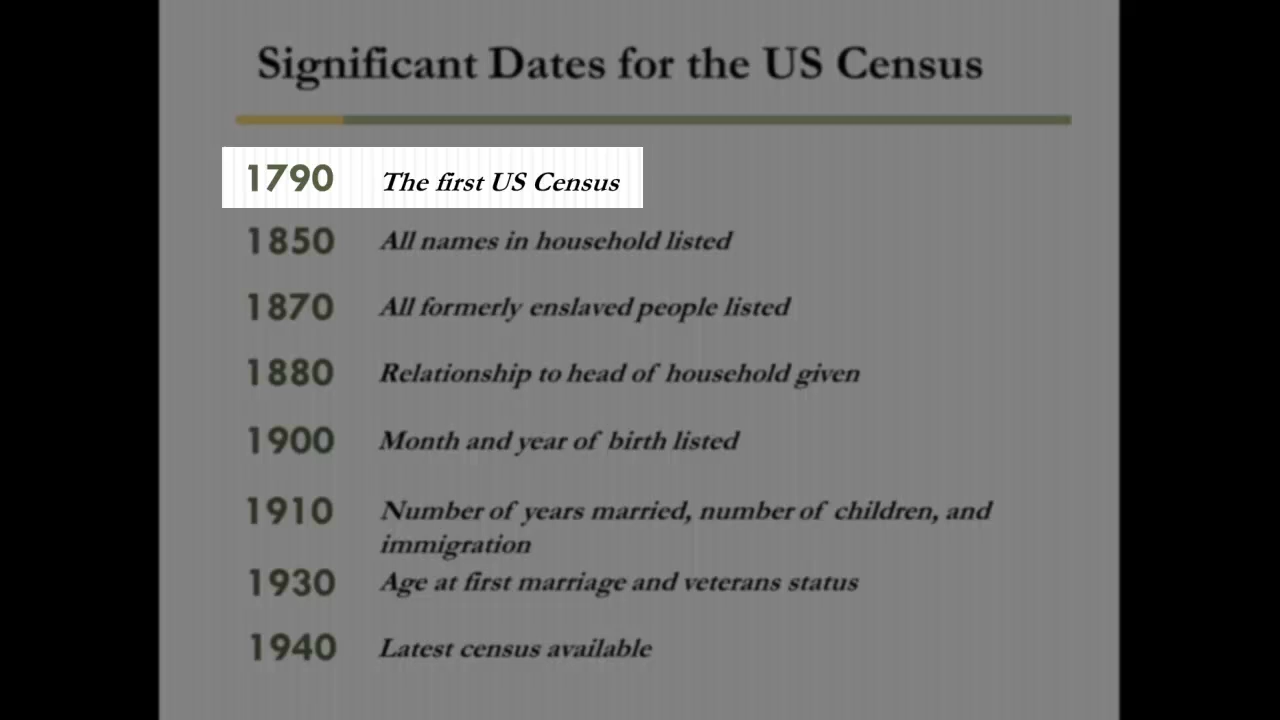 Significant Dates for the US Census
1790 The first US Census
1850 All names in household listed
1870 All formerly enslaved people listed
1880 Relationship to head of household given
1900 Month and year of birth listed
1910 Number of years married, number of children, and
immigration
1930 Age at first marriage and veterans status
1940 Latest census available